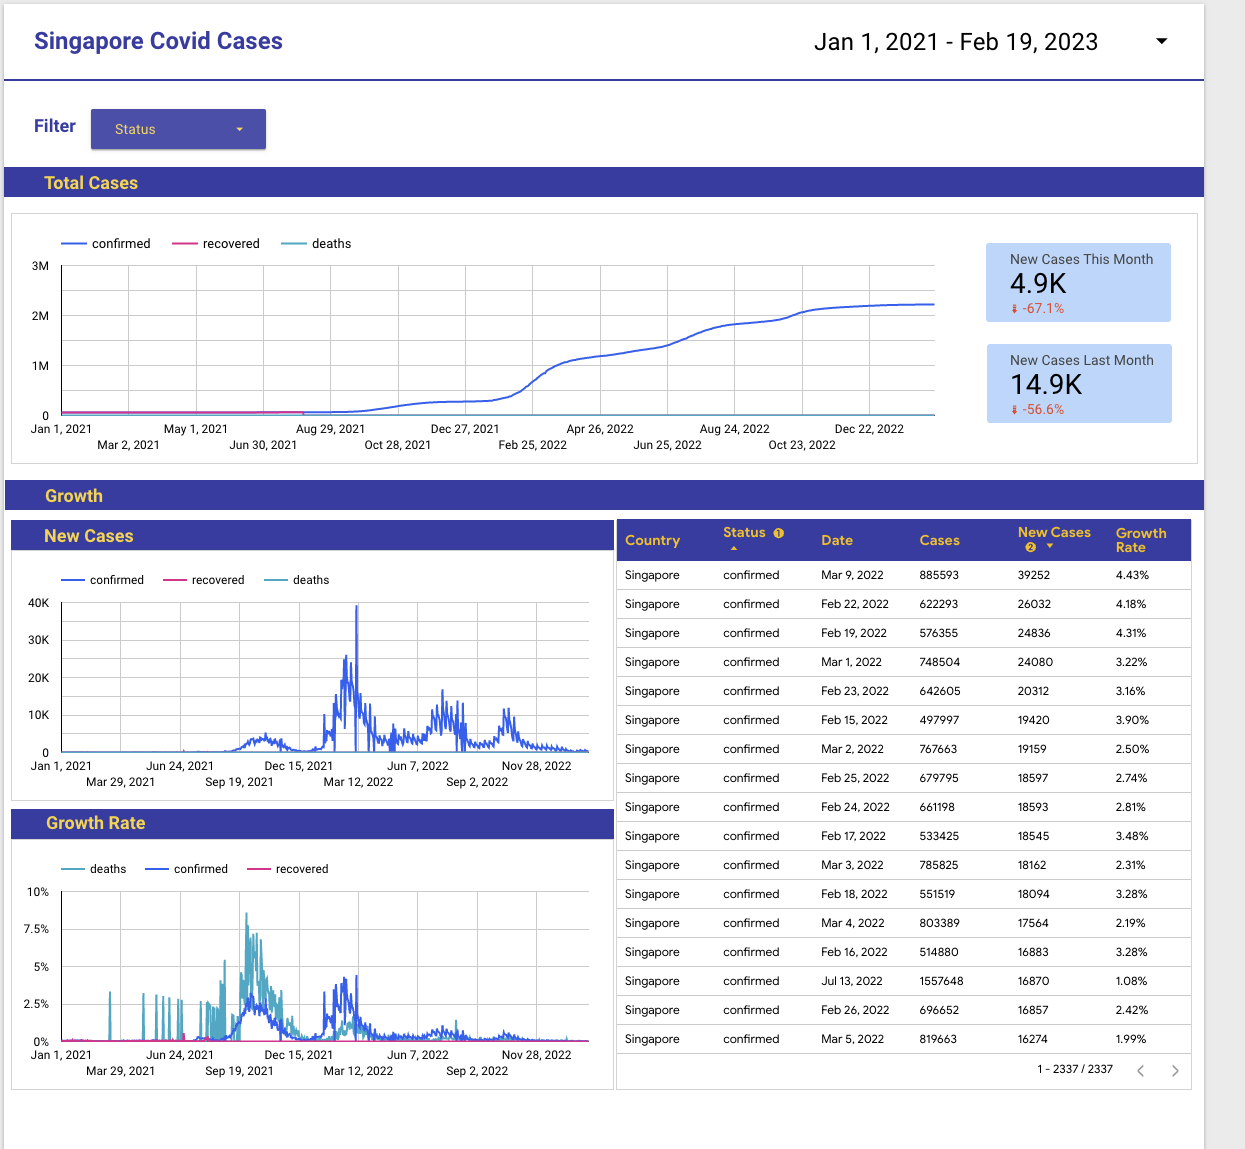 Singapore Covid Cases
Jan 1, 2021 - Feb 19, 2023
Filter
Status
Total Cases
confirmed recovered deaths
3M
2M
1M
0
Jan 1, 2021 May 1, 2021 Aug 29, 2021 Dec 27, 2021 Apr 26, 2022 Aug 24, 2022 Dec 22, 2022
Mar 2, 2021 Jun 30, 2021 Oct 28, 2021 Feb 25, 2022 Jun 25, 2022 Oct 23, 2022
New Cases This Month
4.9K
-67.1%
New Cases Last Month
14.9K
-56.6%
Growth
New Cases
confirmed recovered deaths
40K
30K
20K
10K
0
Jan 1, 2021 Jun 24, 2021 Dec 15, 2021 Jun 7, 2022 Nov 28, 2022
Mar 29, 2021 Sep 19, 2021 Mar 12, 2022 Sep 2, 2022
Growth Rate
deaths confirmed recovered
10%
7.5%
5%
2.5%
0%
Jan 1, 2021 Jun 24, 2021 Dec 15, 2021 Jun 7, 2022 Nov 28, 2022
Mar 29, 2021 Sep 19, 2021 Mar 12, 2022 Sep 2, 2022
Country Status 1 Date Cases New Cases 2 Growth Rate
Singapore confirmed Mar 9, 2022 885593 39252 4.43%
Singapore confirmed Feb 22, 2022 622293 26032 4.18%
Singapore confirmed Feb 19, 2022 576355 24836 4.31%
Singapore confirmed Mar 1, 2022 748504 24080 3.22%
Singapore confirmed Feb 23, 2022 642605 20312 3.16%
Singapore confirmed Feb 15, 2022 497997 19420 3.90%
Singapore confirmed Mar 2, 2022 767663 19159 2.50%
Singapore confirmed Feb 25, 2022 679795 18597 2.74%
Singapore confirmed Feb 24, 2022 661198 18593 2.81%
Singapore confirmed Feb 17, 2022 533425 18545 3.48%
Singapore confirmed Mar 3, 2022 785825 18162 2.31%
Singapore confirmed Feb 18, 2022 551519 18094 3.28%
Singapore confirmed Mar 4, 2022 803389 17564 2.19%
Singapore confirmed Feb 16, 2022 514880 16883 3.28%
Singapore confirmed Jul 13, 2022 1557648 16870 1.08%
Singapore confirmed Feb 26, 2022 696652 16857 2.42%
Singapore confirmed Mar 5, 2022 819663 16274 1.99%
1 - 2337 / 2337